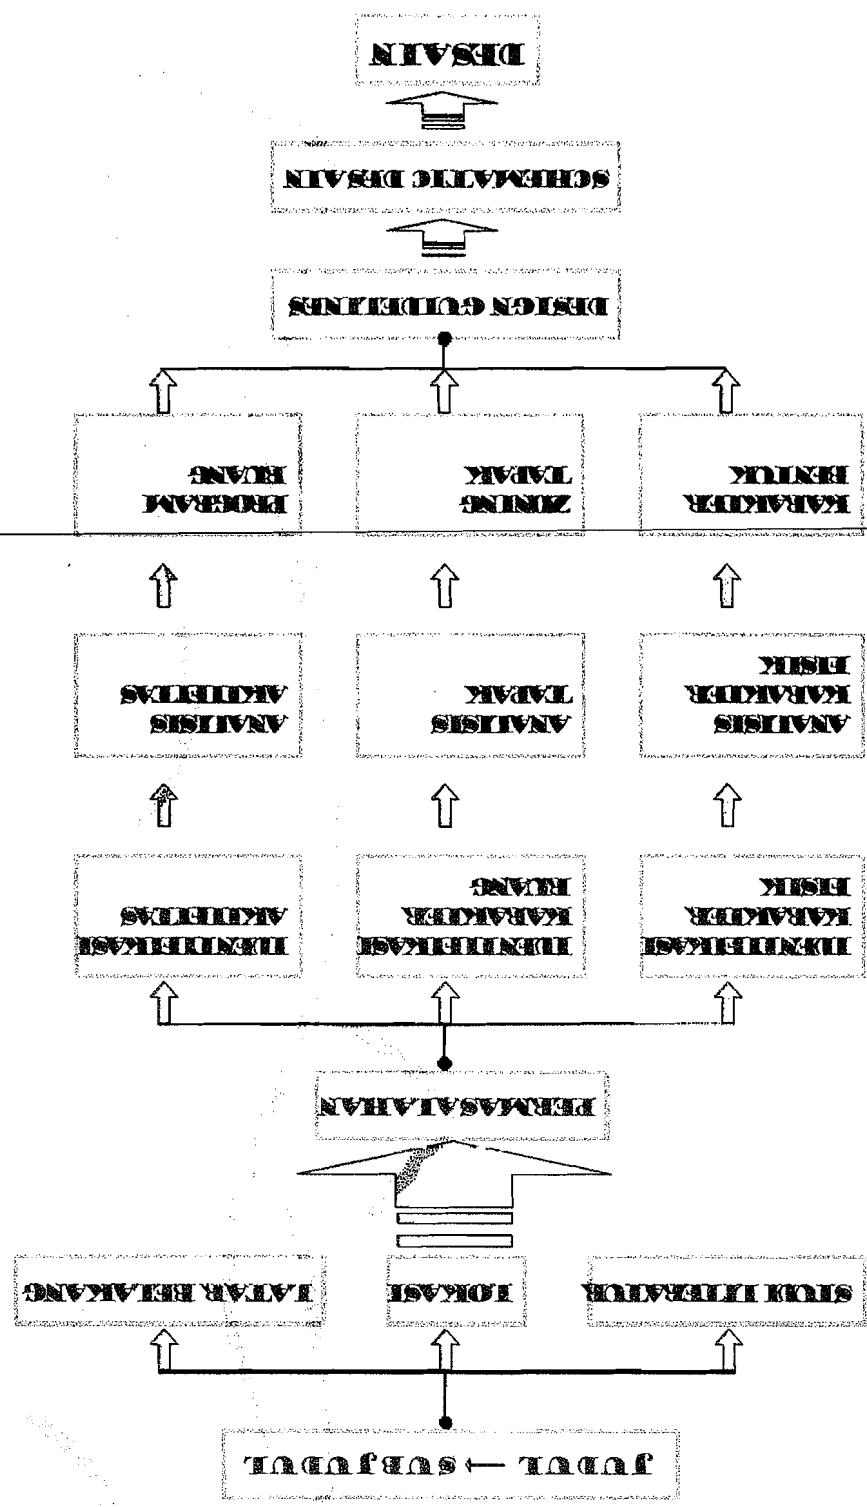 JUDUL → SUBJUDUL
STUDI LITERATUR
LOKASI
LATAR BELAKANG
PERMASALAHAN
IDENTIFIKASI
KARAKTER
FISIK
IDENTIFIKASI
KARAKTER
RUANG
IDENTIFIKASI
AKTIFITAS
ANALISIS
KARAKTER
FISIK
ANALISIS
TAPAK
ANALISIS
AKTIFITAS
KARAKTER
BENTUK
ZONING
TAPAK
PROGRAM
RUANG
DESIGN GUIDELINES
SCHEMATIC DESAIN
DESAIN